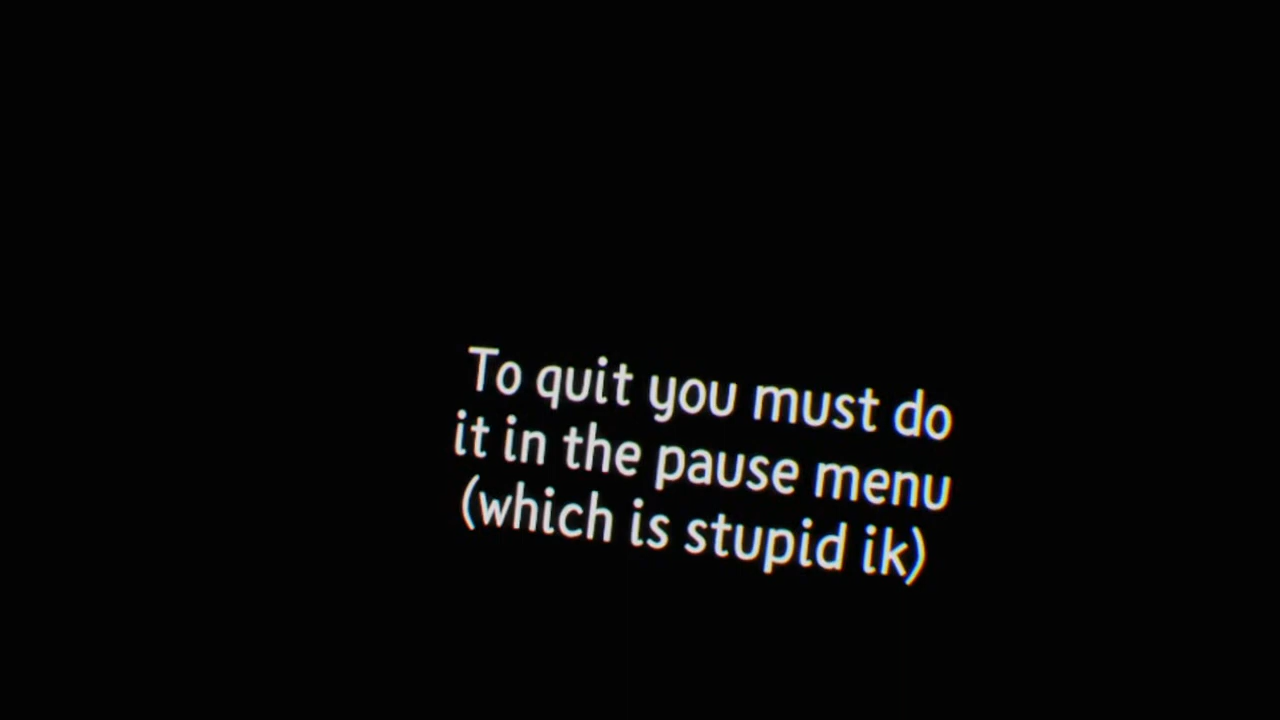 To quit you must do
it in the pause menu
(which is stupid ik)